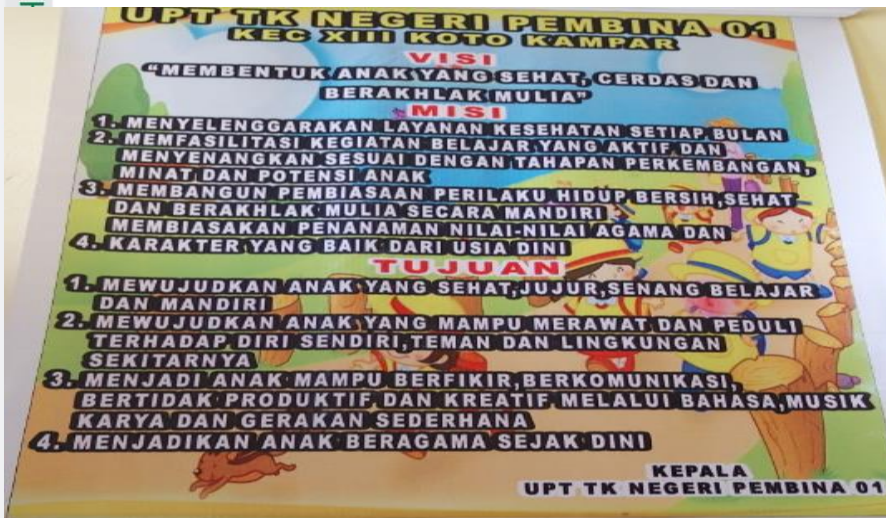 UPT TK NEGERI PEMBINA 01
KEC XIII KOTO KAMPAR
VISI
"MEMBENTUK ANAK YANG SEHAT, CERDAS DAN
BERAKHLAK MULIA"
MISI
1. MENYELENGGARAKAN LAYANAN KESEHATAN SETIAP BULAN
2. MEMFASILITASI KEGIATAN BELAJAR YANG AKTIF DAN
MENYENANGKAN SESUAI DENGAN TAHAPAN PERKEMBANGAN,
MINAT DAN POTENSI ANAK
3. MEMBANGUN PEMBIASAAN PERILAKU HIDUP BERSIH,SEHAT
DAN BERAKHLAK MULIA SECARA MANDIRI
MEMBIASAKAN PENANAMAN NILAI-NILAI AGAMA DAN
4. KARAKTER YANG BAIK DARI USIA DINI
TUJUAN
1. MEWUJUDKAN ANAK YANG SEHAT,JUJUR,SENANG BELAJAR
DAN MANDIRI
2. MEWUJUDKAN ANAK YANG MAMPU MERAWAT DAN PEDULI
TERHADAP DIRI SENDIRI,TEMAN DAN LINGKUNGAN
SEKITARNYA
3. MENJADI ANAK MAMPU BERFIKIR,BERKOMUNIKASI,
BERTIDAK PRODUKTIF DAN KREATIF MELALUI BAHASA,MUSIK
KARYA DAN GERAKAN SEDERHANA
4. MENJADIKAN ANAK BERAGAMA SEJAK DINI
KEPALA
UPT TK NEGERI PEMBINA 01